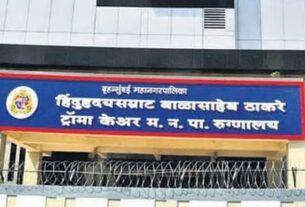 बृहन्मुंबई महानगरपालिका
हिंदुहृदयसम्राट बाळासाहेब ठाकरे
ट्रॉमा केअर म. न. पा. रुग्णालय